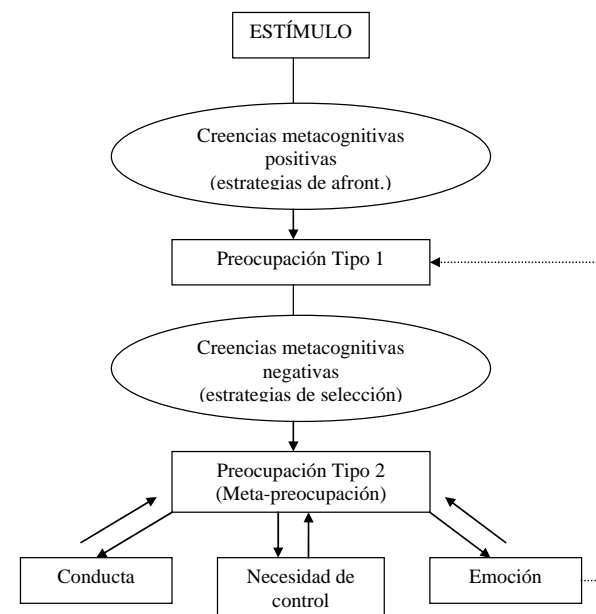 ESTÍMULO
Creencias metacognitivas
positivas
(estrategias de afront.)
Preocupación Tipo 1
Creencias metacognitivas
negativas
(estrategias de selección)
Preocupación Tipo 2
(Meta-preocupación)
Conducta
Necesidad de
control
Emoción